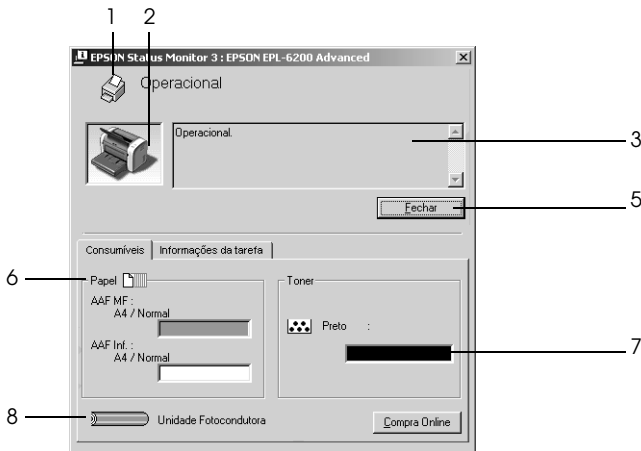 1 2
EPSON Status Monitor 3 : EPSON EPL-6200 Advanced
Operacional
Operacional.
3
Fechar
5
Consumíveis Informações da tarefa
6
Papel
AAF MF :
A4 / Normal
AAF Inf. :
A4 / Normal
Toner
Preto :
7
8
Unidade Fotocondutora
Compra Online